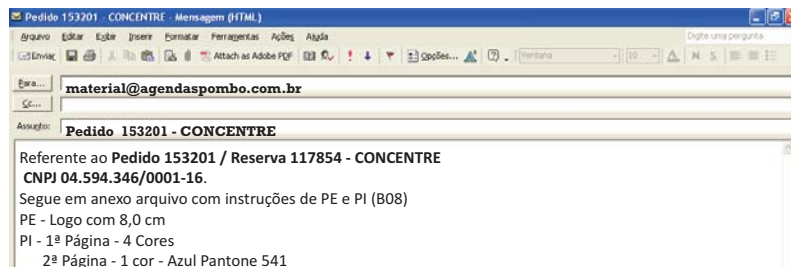 Pedido 153201 - CONCENTRE - Mensagem (HTML)
Arquivo Editar Exibir Inserir Formatar Ferramentas Ações Ajuda Digite uma pergunta
Enviar Attach as Adobe PDF Opções... Verdana 10 A N S
Para... material@agendaspombo.com.br
Cc...
Assunto: Pedido 153201 - CONCENTRE
Referente ao Pedido 153201 / Reserva 117854 - CONCENTRE
CNPJ 04.594.346/0001-16.
Segue em anexo arquivo com instruções de PE e PI (B08)
PE - Logo com 8,0 cm
PI - 1ª Página - 4 Cores
2ª Página - 1 cor - Azul Pantone 541